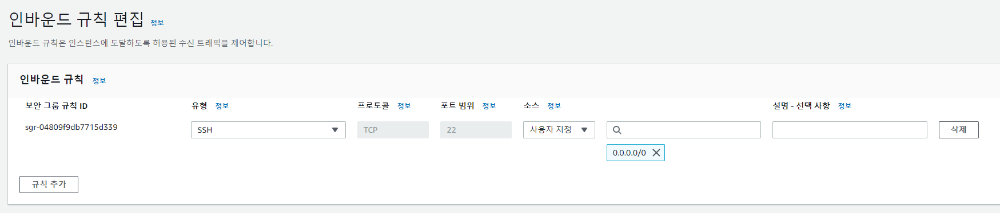 인바운드 규칙 편집 정보
인바운드 규칙은 인스턴스에 도달하도록 허용된 수신 트래픽을 제어합니다.
인바운드 규칙 정보
보안 그룹 규칙 ID 유형 정보 프로토콜 정보 포트 범위 정보 소스 정보 설명 - 선택 사항 정보
sgr-04809f9db7715d339 SSH TCP 22 사용자 지정 삭제
0.0.0.0/0
규칙 추가